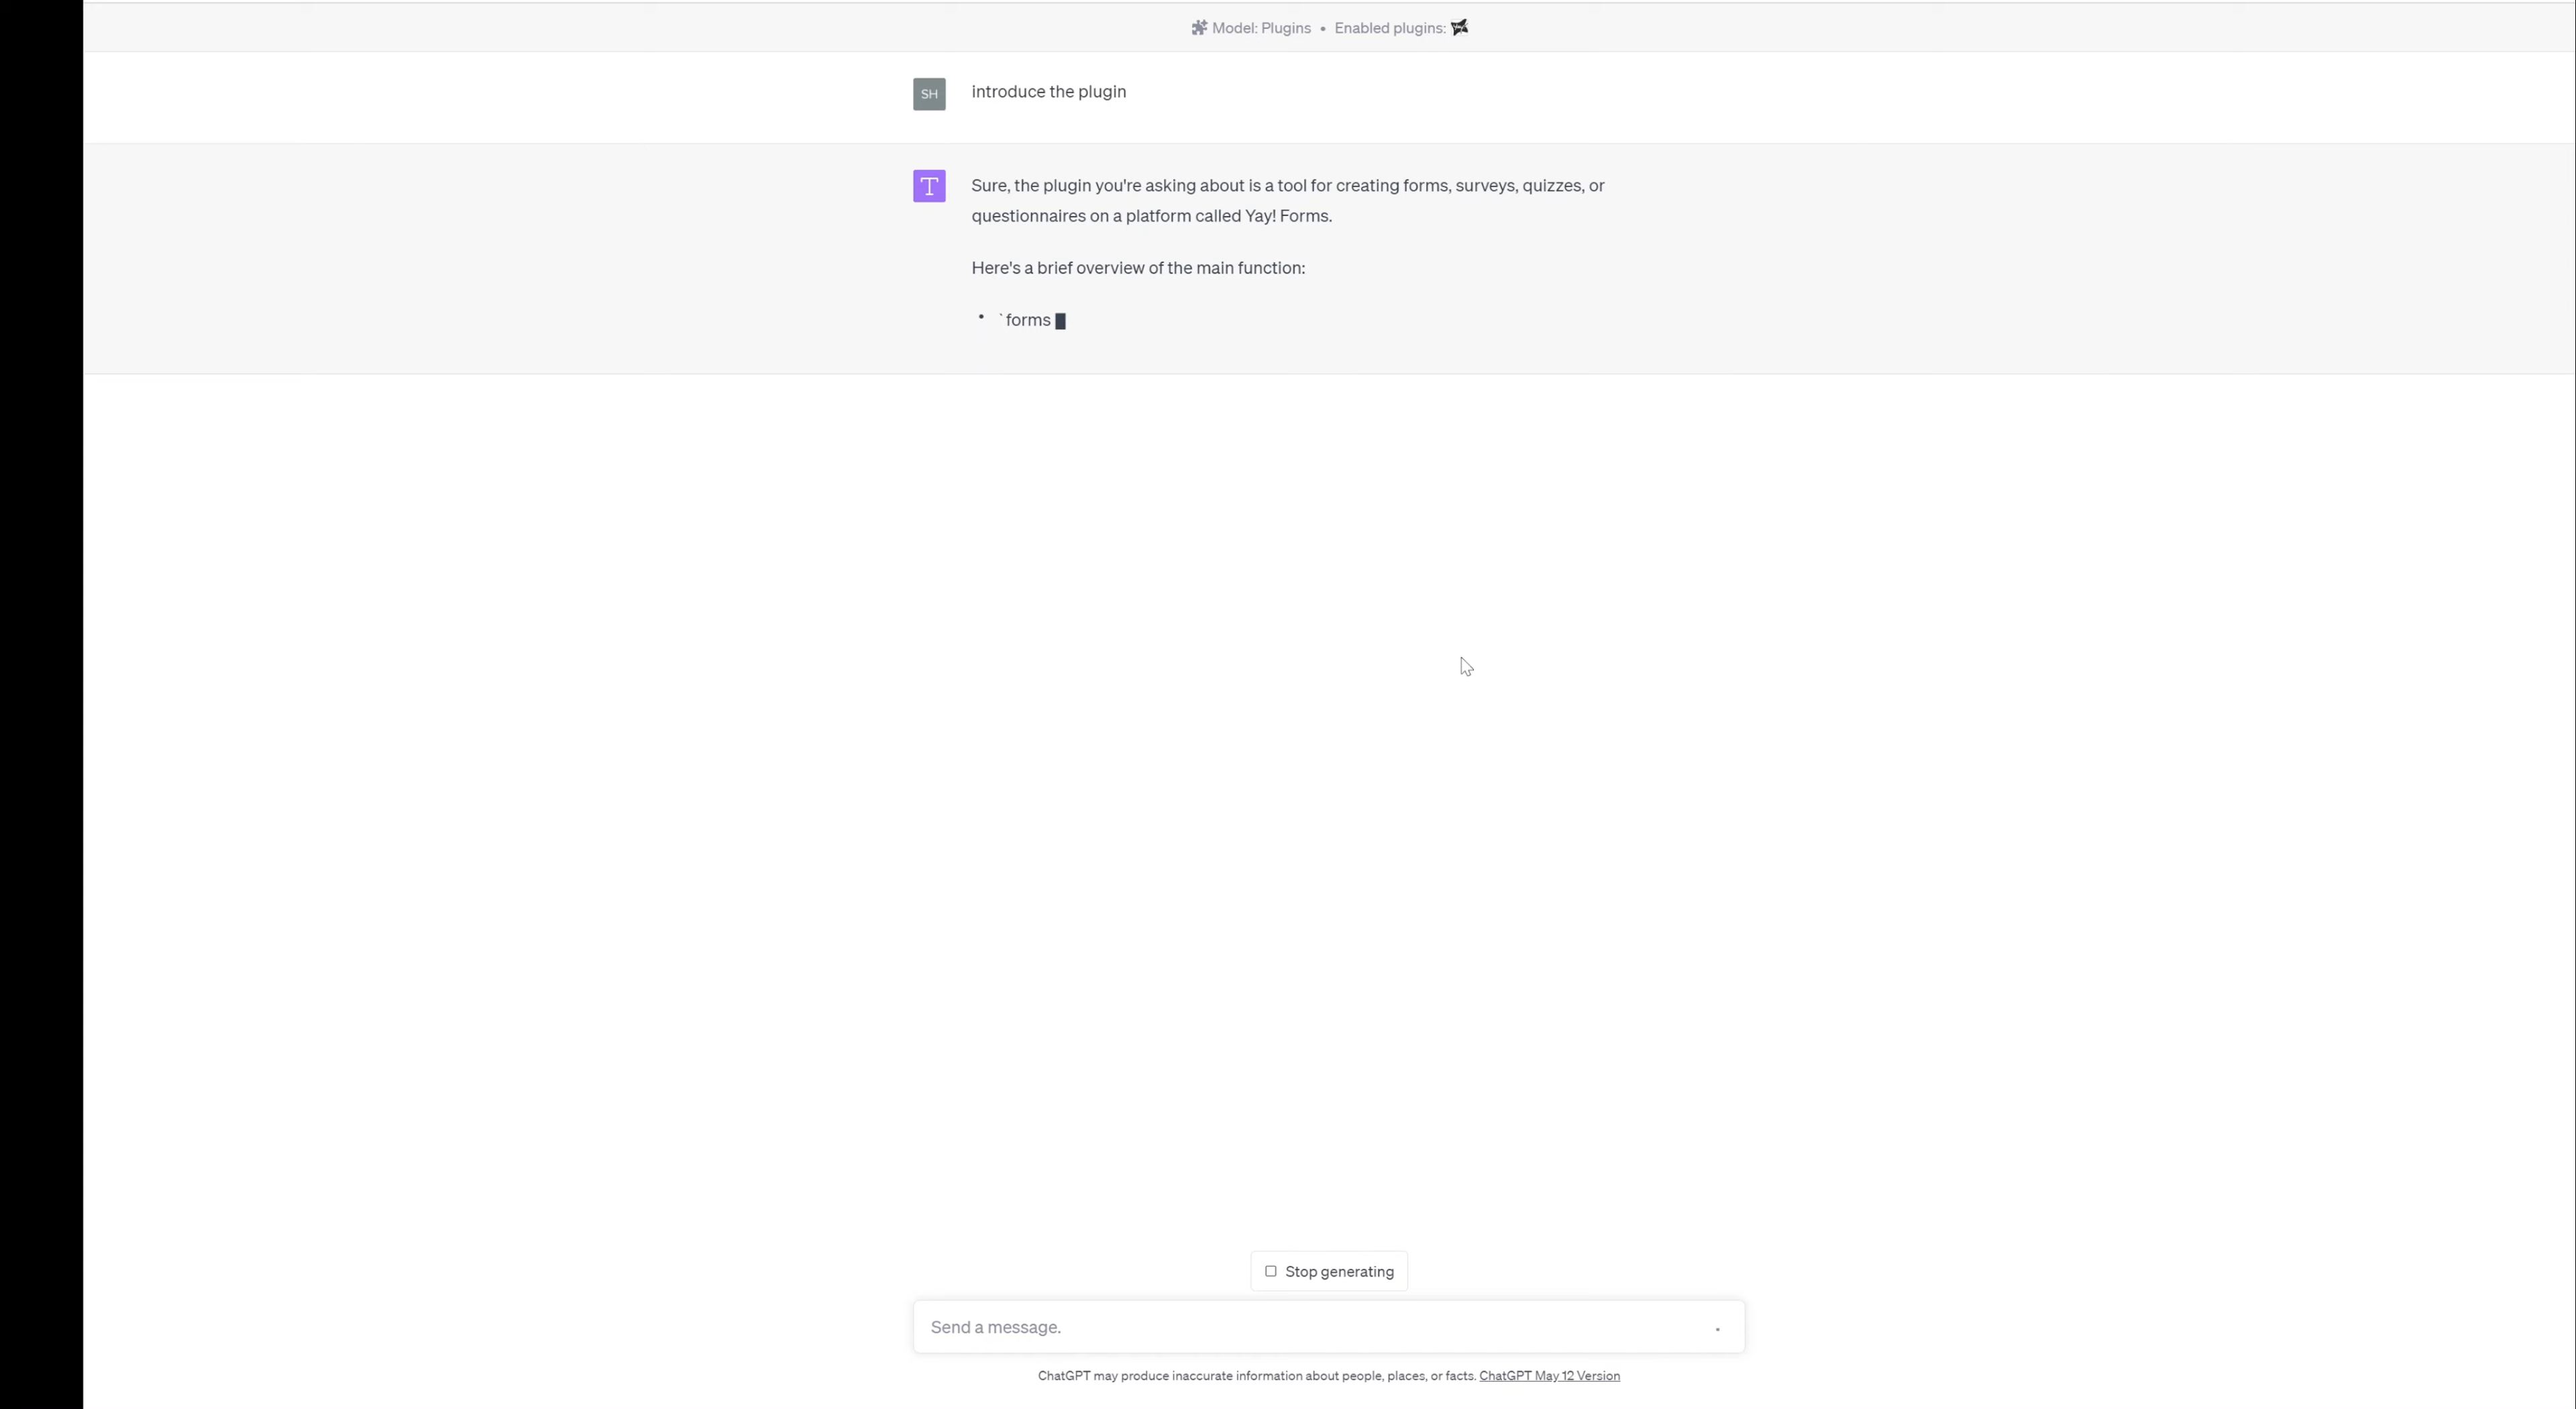 Model: Plugins • Enabled plugins:
SH
introduce the plugin
T
Sure, the plugin you're asking about is a tool for creating forms, surveys, quizzes, or
questionnaires on a platform called Yay! Forms.
Here's a brief overview of the main function:
• `forms
Stop generating
Send a message.
ChatGPT may produce inaccurate information about people, places, or facts. ChatGPT May 12 Version